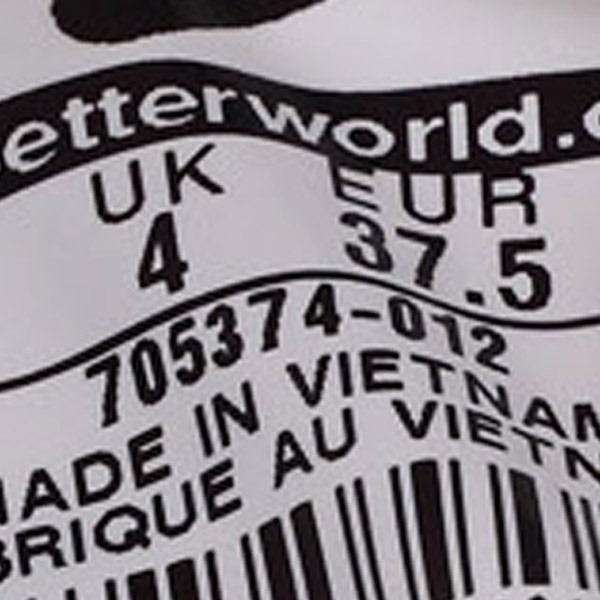 etterworld.c
UK EUR
4 37.5
705374-012
MADE IN VIETNAM
BRIQUE AU VIETN